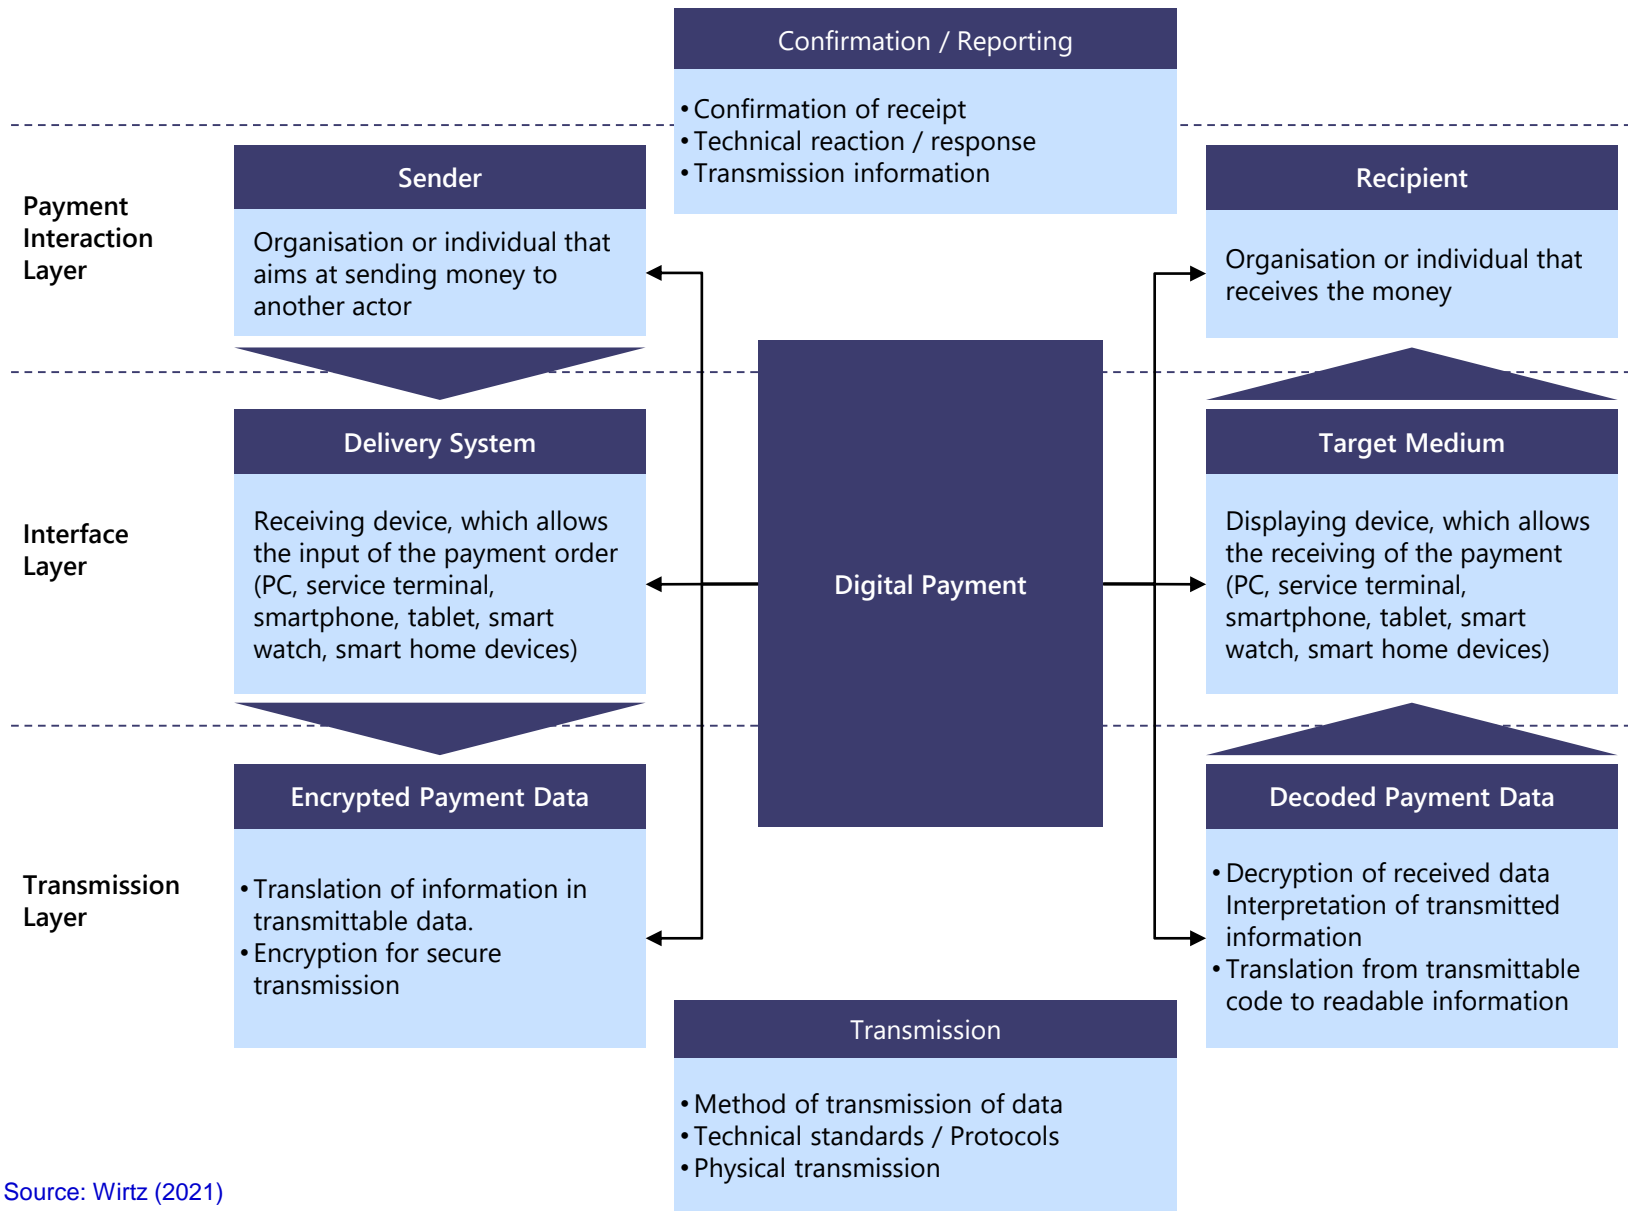 Confirmation / Reporting
• Confirmation of receipt
• Technical reaction / response
• Transmission information
Payment
Interaction
Layer
Sender
Organisation or individual that
aims at sending money to
another actor
Recipient
Organisation or individual that
receives the money
Interface
Layer
Delivery System
Receiving device, which allows
the input of the payment order
(PC, service terminal,
smartphone, tablet, smart
watch, smart home devices)
Digital Payment
Target Medium
Displaying device, which allows
the receiving of the payment
(PC, service terminal,
smartphone, tablet, smart
watch, smart home devices)
Transmission
Layer
Encrypted Payment Data
• Translation of information in
transmittable data.
• Encryption for secure
transmission
Decoded Payment Data
• Decryption of received data
Interpretation of transmitted
information
• Translation from transmittable
code to readable information
Transmission
• Method of transmission of data
• Technical standards / Protocols
• Physical transmission
Source: Wirtz (2021)